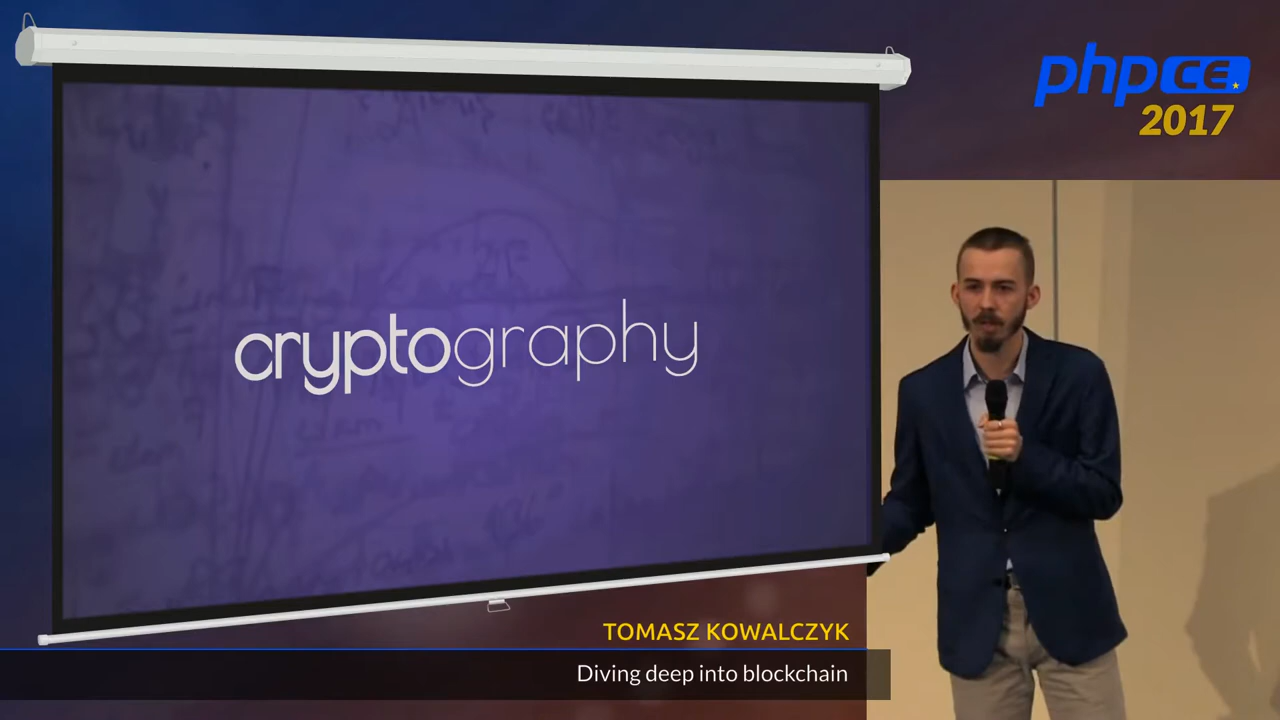 phpCE
2017
cryptography
TOMASZ KOWALCZYK
Diving deep into blockchain